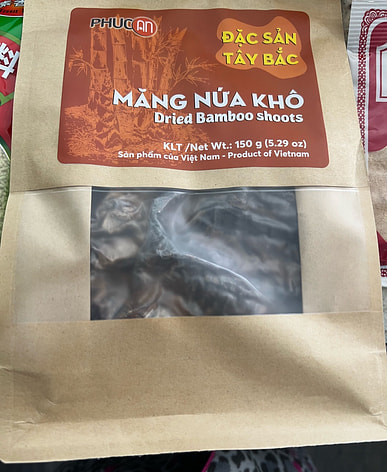 PHUCAN
ĐẶC SẢN
TÂY BẮC
MĂNG NỨA KHÔ
Dried Bamboo shoots
KLT /Net Wt.: 150 g (5.29 oz)
Sản phẩm của Việt Nam - Product of Vietnam